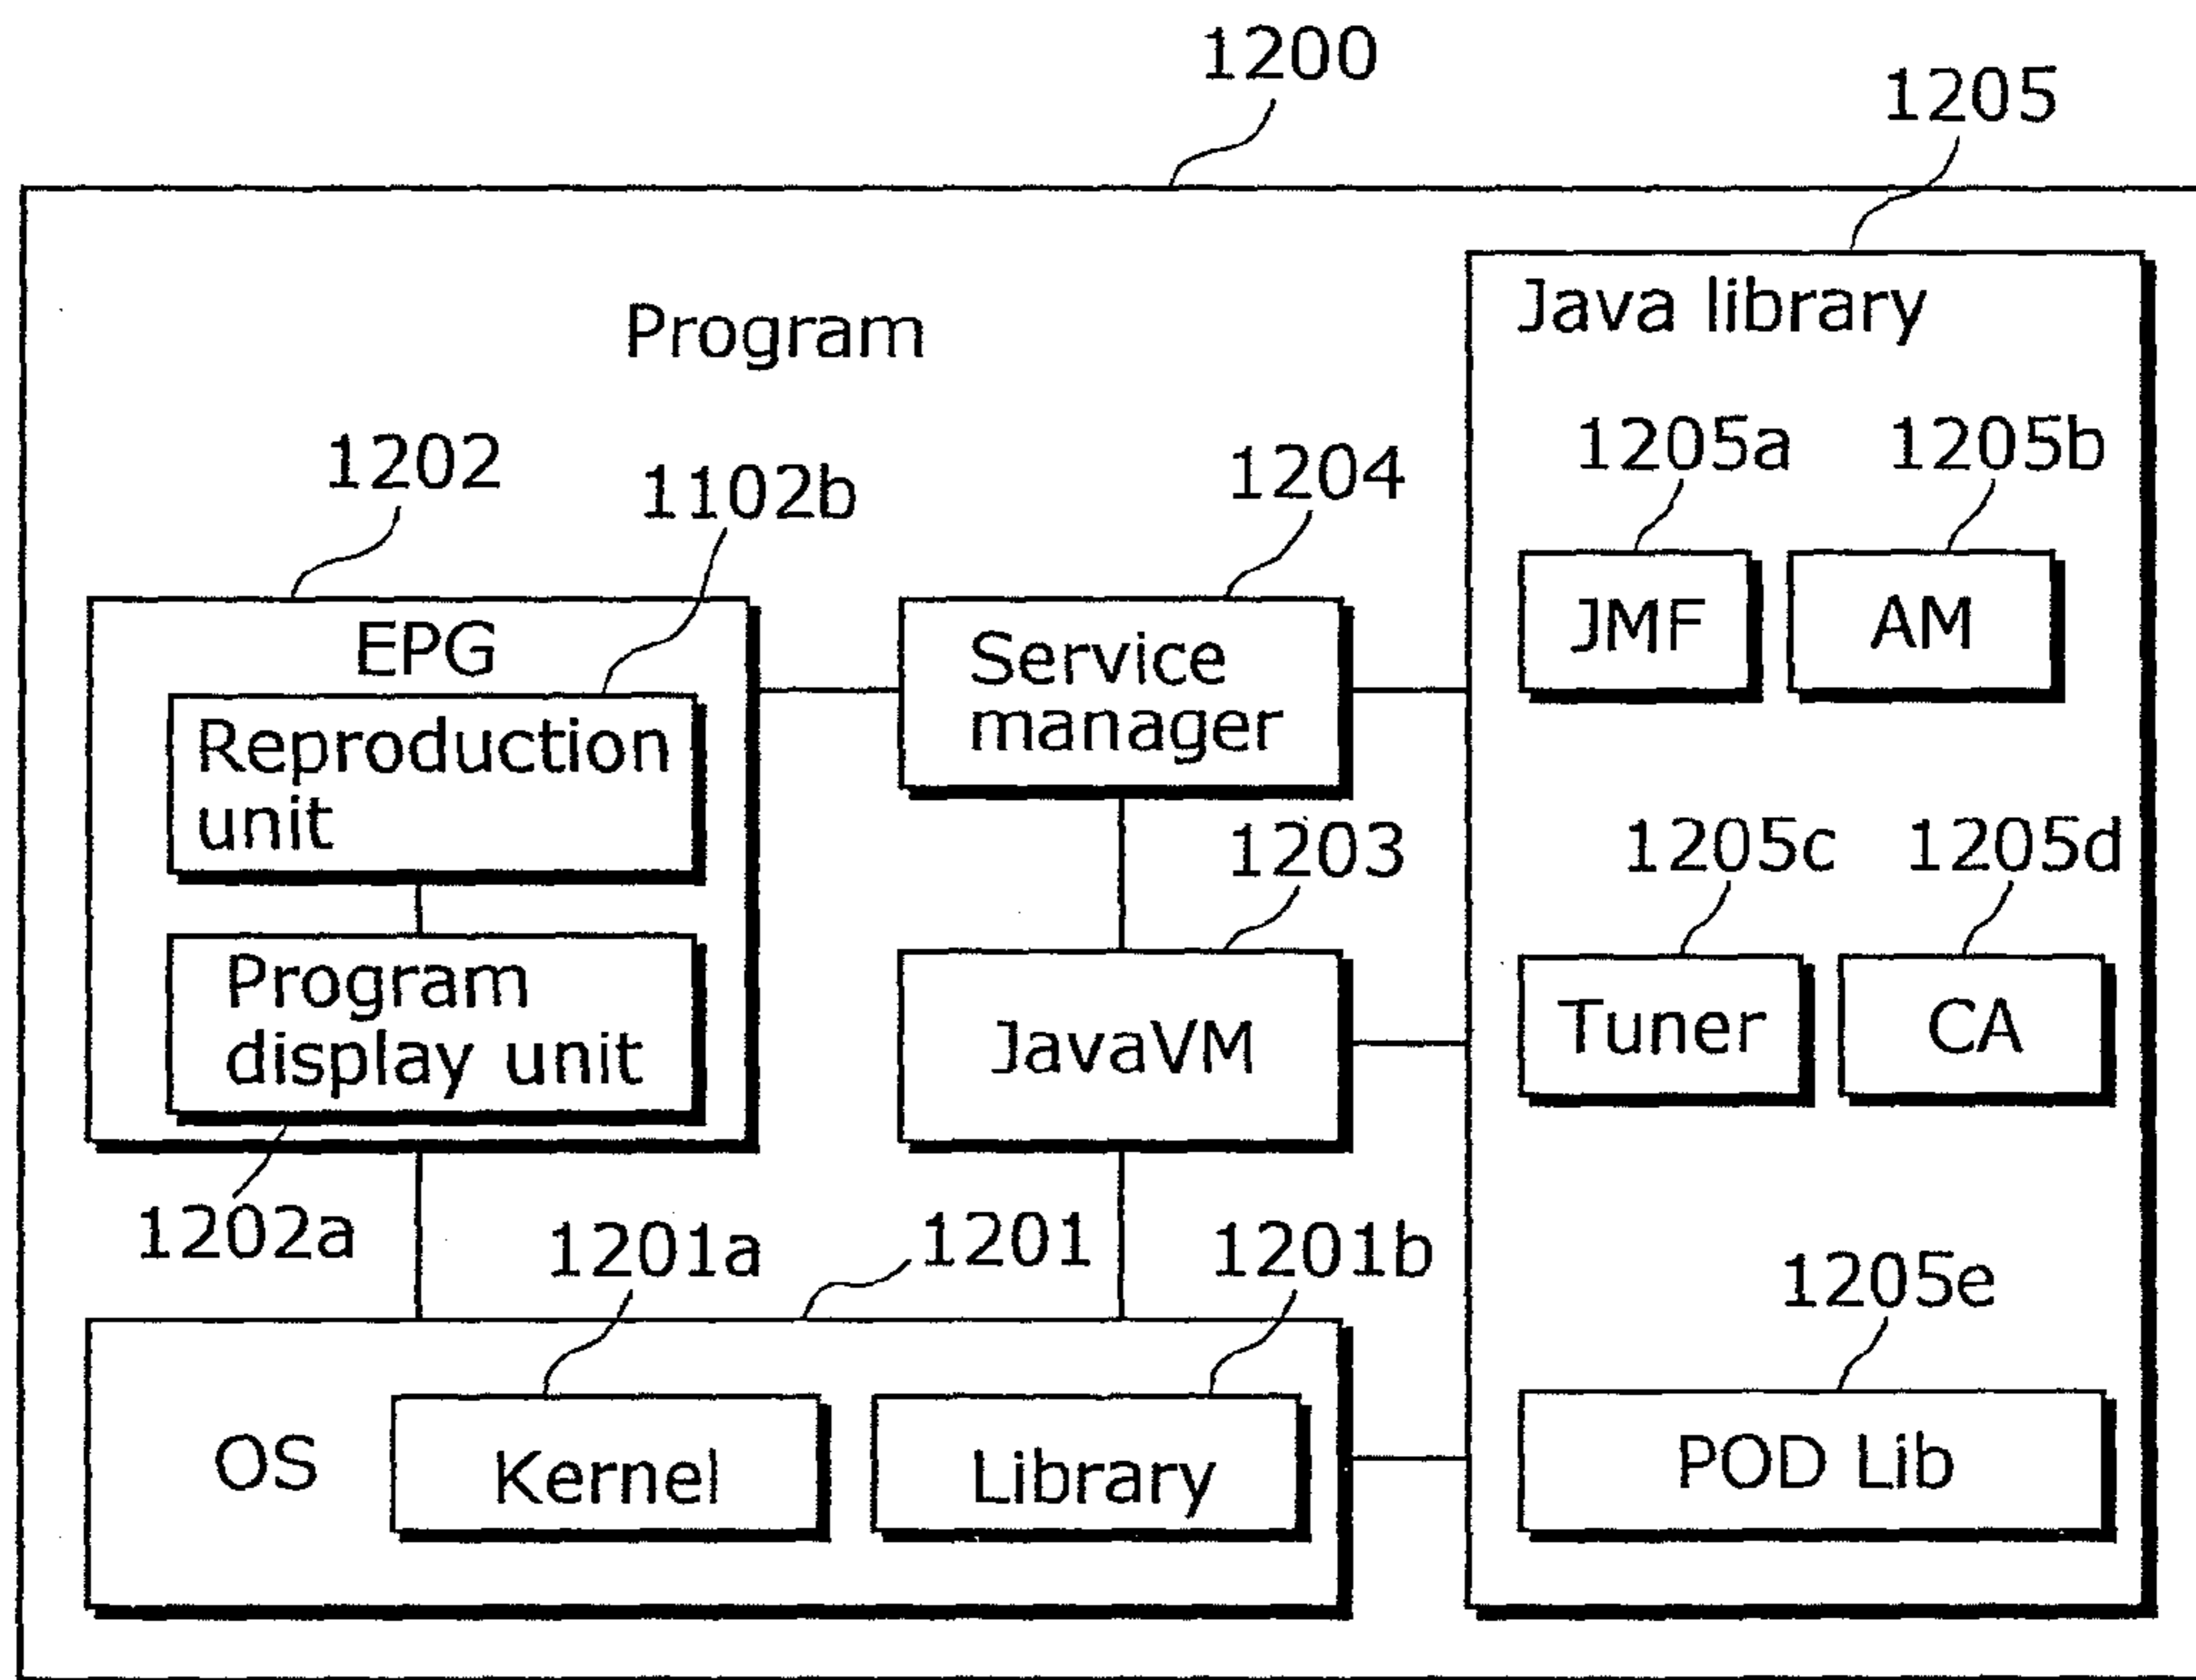 1200
1205
Program
Java library
1202
1102b
1204
1205a
1205b
EPG
Reproduction
unit
Service
manager
JMF
AM
1203
1205c
1205d
Program
display unit
JavaVM
Tuner
CA
1202a
1201a
1201
1201b
1205e
OS
Kernel
Library
POD Lib